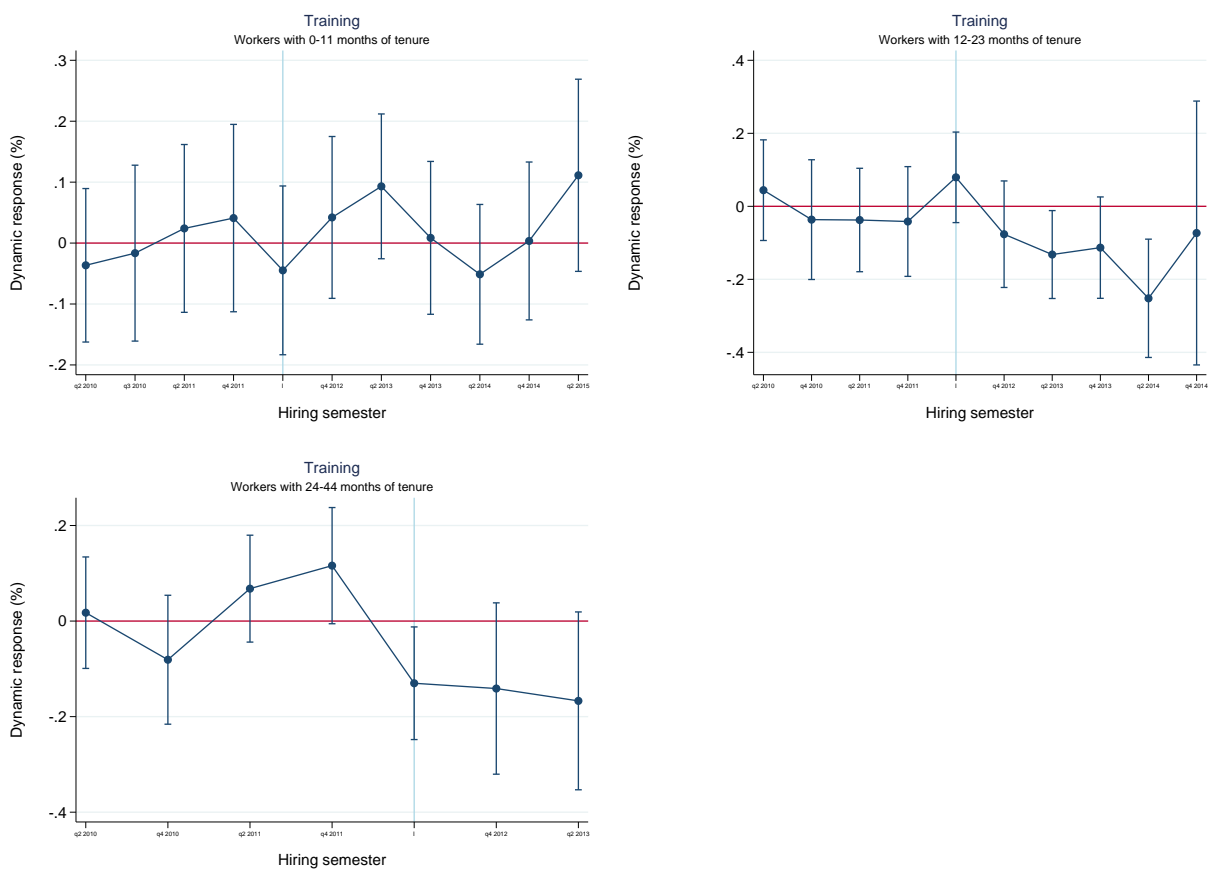 Training
Workers with 0-11 months of tenure
Dynamic response (%)
.3
.2
.1
0
-.1
-.2
q2 2010 q3 2010 q2 2011 q4 2011 I q4 2012 q2 2013 q4 2013 q2 2014 q4 2014 q2 2015
Hiring semester
Training
Workers with 12-23 months of tenure
Dynamic response (%)
.4
.2
0
-.2
-.4
q2 2010 q4 2010 q2 2011 q4 2011 I q4 2012 q2 2013 q4 2013 q2 2014 q4 2014
Hiring semester
Training
Workers with 24-44 months of tenure
Dynamic response (%)
.2
0
-.2
-.4
q2 2010 q4 2010 q2 2011 q4 2011 I q4 2012 q2 2013
Hiring semester